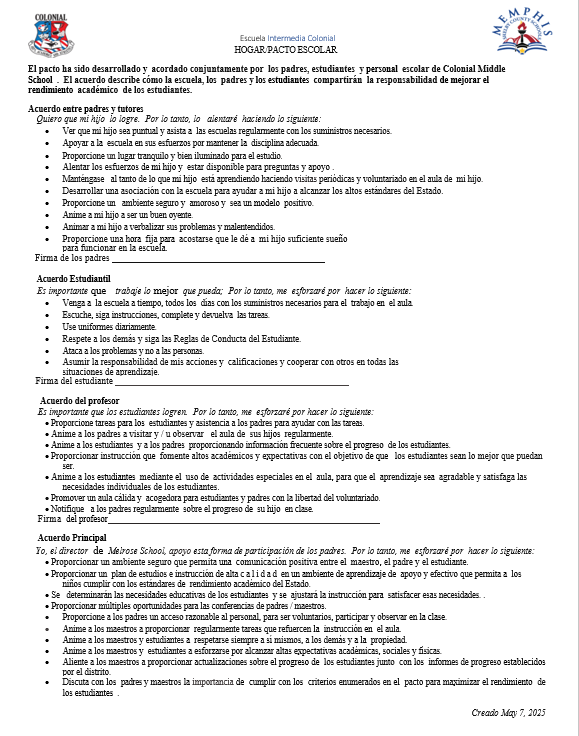 COLONIAL
MEMPHIS
SHELBY COUNTY SCHOOLS
Escuela Intermedia Colonial
HOGAR/PACTO ESCOLAR
El pacto ha sido desarrollado y acordado conjuntamente por los padres, estudiantes y personal escolar de Colonial Middle
School . El acuerdo describe cómo la escuela, los padres y los estudiantes compartirán la responsabilidad de mejorar el
rendimiento académico de los estudiantes.
Acuerdo entre padres y tutores
Quiero que mi hijo lo logre. Por lo tanto, lo alentaré haciendo lo siguiente:
• Ver que mi hijo sea puntual y asista a las escuelas regularmente con los suministros necesarios.
• Apoyar a la escuela en sus esfuerzos por mantener la disciplina adecuada.
• Proporcione un lugar tranquilo y bien iluminado para el estudio.
• Alentar los esfuerzos de mi hijo y estar disponible para preguntas y apoyo .
• Manténgase al tanto de lo que mi hijo está aprendiendo haciendo visitas periódicas y voluntariado en el aula de mi hijo.
• Desarrollar una asociación con la escuela para ayudar a mi hijo a alcanzar los altos estándares del Estado.
• Proporcione un ambiente seguro y amoroso y sea un modelo positivo.
• Anime a mi hijo a ser un buen oyente.
• Animar a mi hijo a verbalizar sus problemas y malentendidos.
• Proporcione una hora fija para acostarse que le dé a mi hijo suficiente sueño
para funcionar en la escuela.
Firma de los padres ____________________
Acuerdo Estudiantil
Es importante que trabaje lo mejor que pueda; Por lo tanto, me esforzaré por hacer lo siguiente:
• Venga a la escuela a tiempo, todos los dias con los suministros necesarios para el trabajo en el aula.
• Escuche, siga instrucciones, complete y devuelva las tareas.
• Use uniformes diariamente.
• Respete a los demás y siga las Reglas de Conducta del Estudiante.
• Ataca a los problemas y no a las personas.
• Asumir la responsabilidad de mis acciones y calificaciones y cooperar con otros en todas las
situaciones de aprendizaje.
Firma del estudiante ____________________
Acuerdo del profesor
Es importante que los estudiantes logren. Por lo tanto, me esforzaré por hacer lo siguiente:
• Proporcione tareas para los estudiantes y asistencia a los padres para ayudar con las tareas.
• Anime a los padres a visitar y / u observar el aula de sus hijos regularmente.
• Anime a los estudiantes y a los padres proporcionando información frecuente sobre el progreso de los estudiantes.
• Proporcionar instrucción que fomente altos académicos y expectativas con el objetivo de que los estudiantes sean lo mejor que puedan
ser.
• Anime a los estudiantes mediante el uso de actividades especiales en el aula, para que el aprendizaje sea agradable y satisfaga las
necesidades individuales de los estudiantes.
• Promover un aula cálida y acogedora para estudiantes y padres con la libertad del voluntariado.
• Notifique a los padres regularmente sobre el progreso de su hijo en clase.
Firma del profesor____________________
Acuerdo Principal
Yo, el director de Melrose School, apoyo esta forma de participación de los padres. Por lo tanto, me esforzaré por hacer lo siguiente:
• Proporcionar un ambiente seguro que permita una comunicación positiva entre el maestro, el padre y el estudiante.
• Proporcionar un plan de estudios e instrucción de alta c a l i d a d en un ambiente de aprendizaje de apoyo y efectivo que permita a los
niños cumplir con los estándares de rendimiento académico del Estado.
• Se determinarán las necesidades educativas de los estudiantes y se ajustará la instrucción para satisfacer esas necesidades. .
• Proporcionar múltiples oportunidades para las conferencias de padres / maestros.
• Proporcione a los padres un acceso razonable al personal, para ser voluntarios, participar y observar en la clase.
• Anime a los maestros a proporcionar regularmente tareas que refuercen la instrucción en el aula.
• Anime a los maestros y estudiantes a respetarse siempre a sí mismos, a los demás y a la propiedad.
• Anime a los maestros y estudiantes a esforzarse por alcanzar altas expectativas académicas, sociales y físicas.
• Aliente a los maestros a proporcionar actualizaciones sobre el progreso de los estudiantes junto con los informes de progreso establecidos
por el distrito.
• Discuta con los padres y maestros la importancia de cumplir con los criterios enumerados en el pacto para maximizar el rendimiento de
los estudiantes .
Creado May 7, 2025